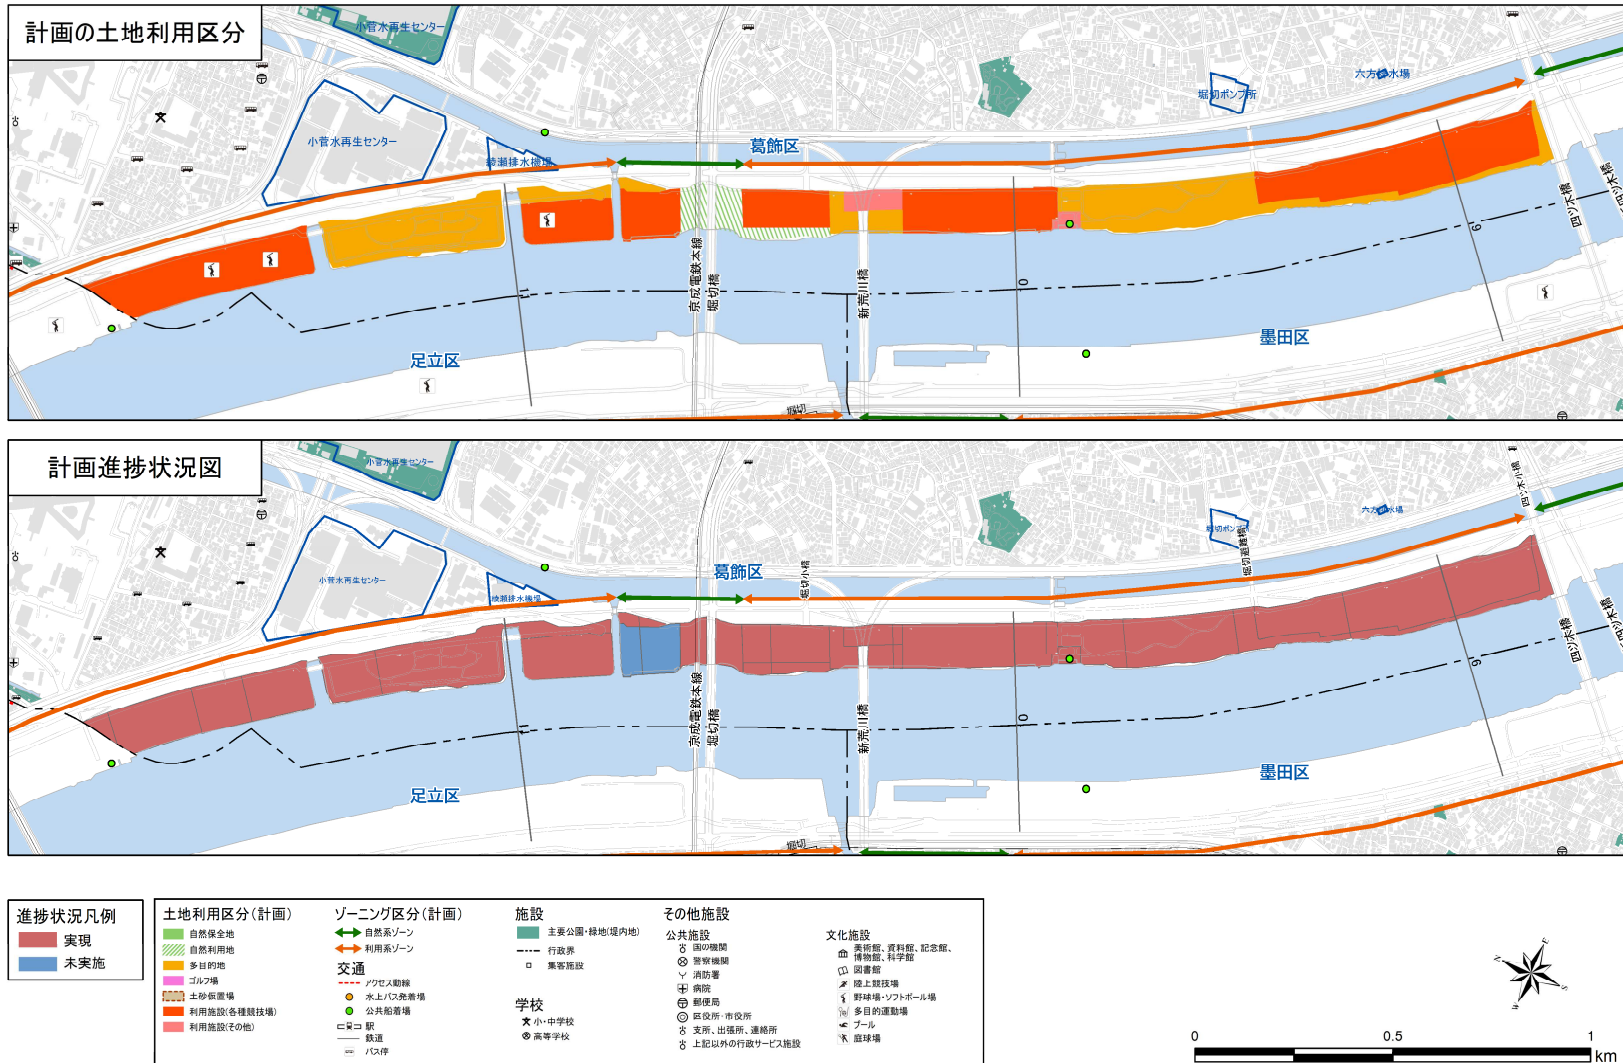 計画の土地利用区分
小菅水再生センター
小菅水再生センター
綾瀬排水機場
葛飾区
堀切ポンプ所
六方水場
四ツ木橋
京成電鉄本線
堀切橋
新荒川橋
11
10
9
足立区
墨田区
堀切
計画進捗状況図
小菅水再生センター
小菅水再生センター
綾瀬排水機場
葛飾区
堀切小橋
堀切避難橋
四ツ木橋
京成電鉄本線
堀切橋
新荒川橋
9
足立区
墨田区
堀切
進捗状況凡例
実現
未実施
土地利用区分(計画)
自然保全地
自然利用地
多目的地
ゴルフ場
土砂仮置場
利用施設(各種競技場)
利用施設(その他)
ゾーニング区分(計画)
自然系ゾーン
利用系ゾーン
交通
アクセス動線
水上バス発着場
公共船着場
駅
鉄道
バス停
施設
主要公園・緑地(堤内地)
行政界
集客施設
学校
小・中学校
高等学校
その他施設
公共施設
国の機関
警察機関
消防署
病院
郵便局
区役所・市役所
支所、出張所、連絡所
上記以外の行政サービス施設
文化施設
美術館、資料館、記念館、
博物館、科学館
図書館
陸上競技場
野球場・ソフトボール場
多目的運動場
プール
庭球場
N
E
S
W
0 0.5 1
km